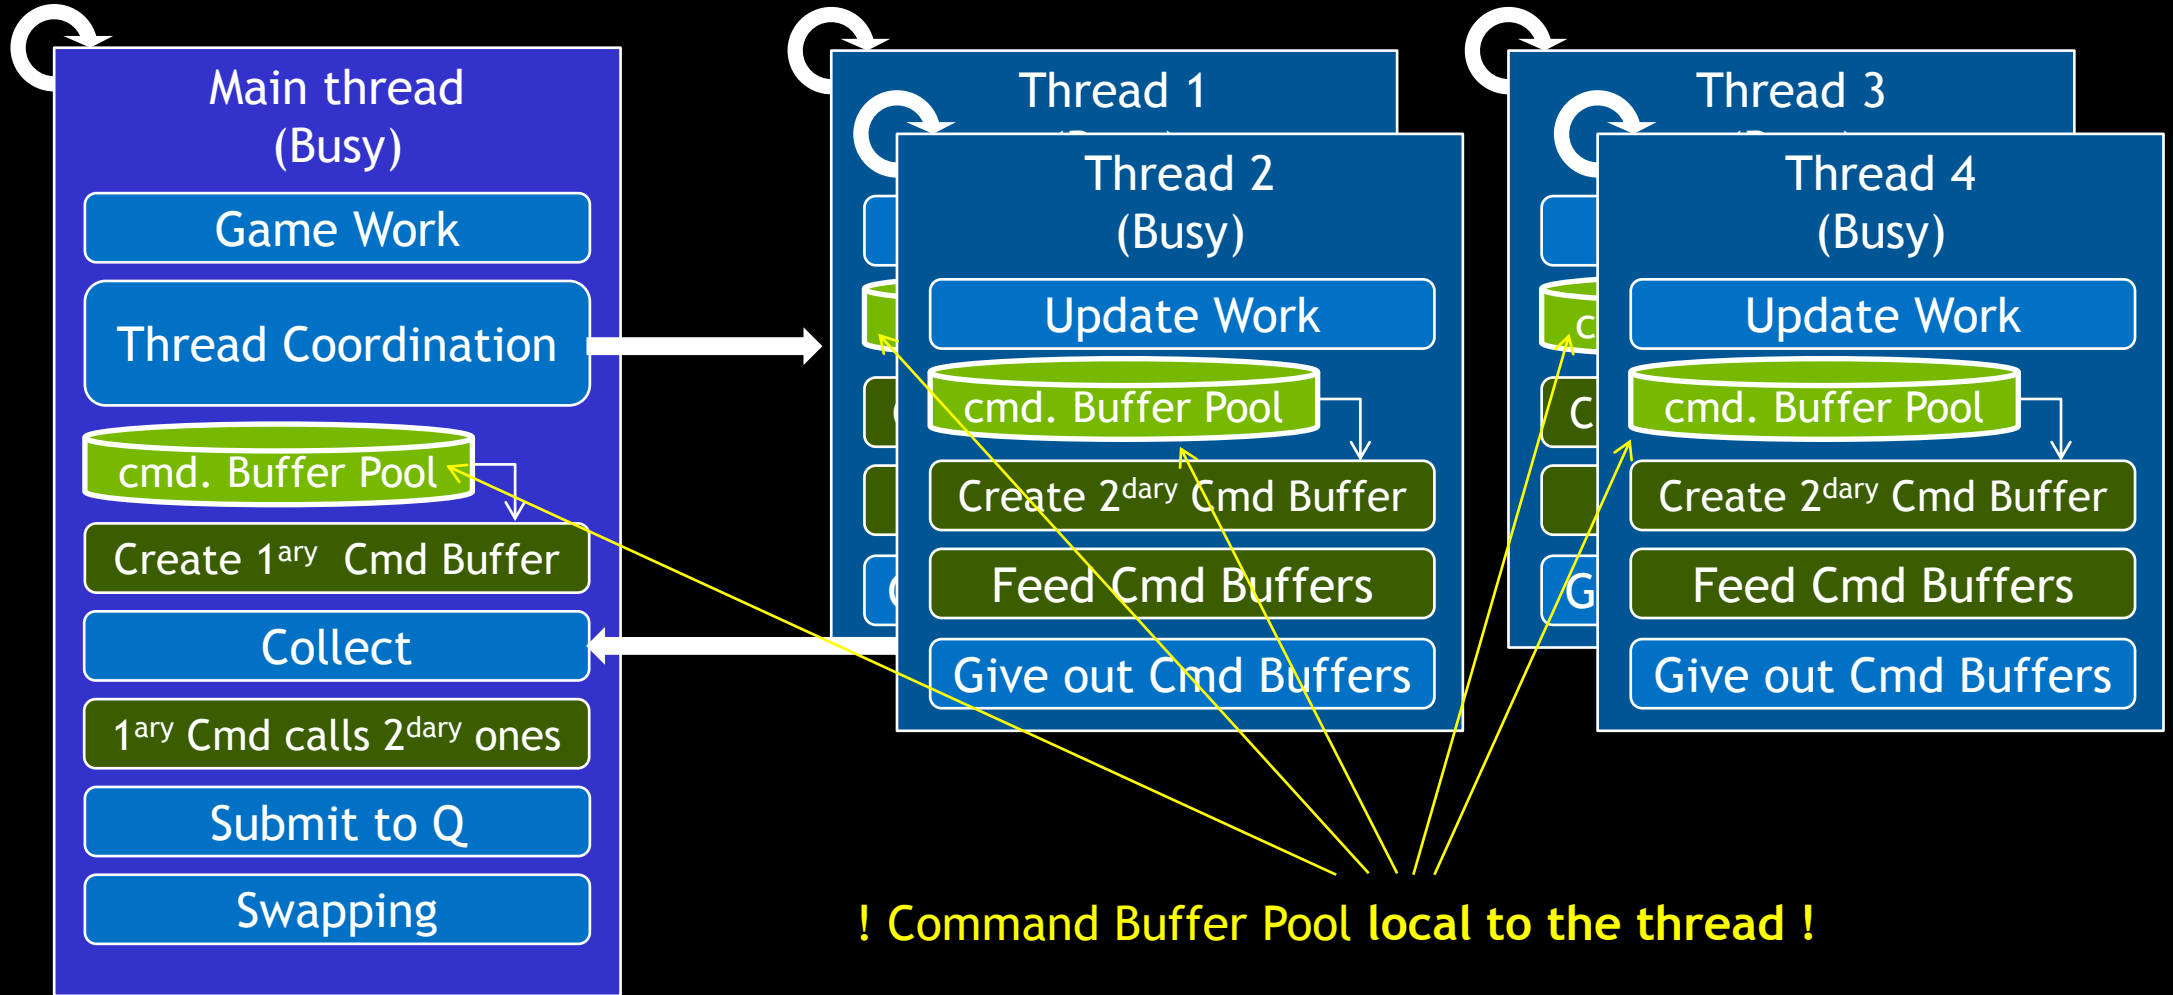 Main thread
(Busy)
Game Work
Thread Coordination
cmd. Buffer Pool
Create 1ary Cmd Buffer
Collect
1ary Cmd calls 2dary ones
Submit to Q
Swapping
Thread 1
Thread 2
(Busy)
Update Work
cmd. Buffer Pool
Create 2dary Cmd Buffer
Feed Cmd Buffers
Give out Cmd Buffers
Thread 3
Thread 4
(Busy)
Update Work
cmd. Buffer Pool
Create 2dary Cmd Buffer
Feed Cmd Buffers
Give out Cmd Buffers
! Command Buffer Pool local to the thread !